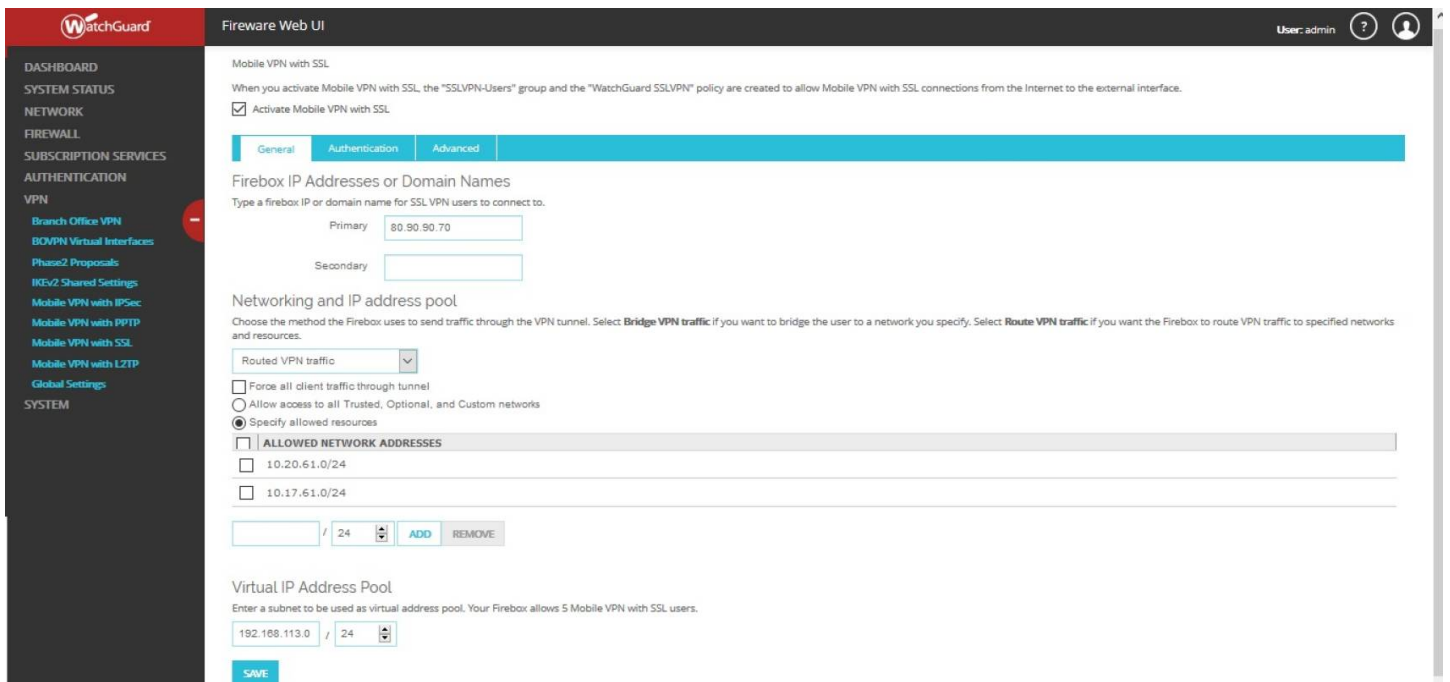 WatchGuard
Fireware Web UI
User: admin
?
DASHBOARD
SYSTEM STATUS
NETWORK
FIREWALL
SUBSCRIPTION SERVICES
AUTHENTICATION
VPN
Branch Office VPN
BOVPN Virtual Interfaces
Phase2 Proposals
IKEv2 Shared Settings
Mobile VPN with IPSec
Mobile VPN with PPTP
Mobile VPN with SSL
Mobile VPN with L2TP
Global Settings
SYSTEM
Mobile VPN with SSL
When you activate Mobile VPN with SSL, the "SSLVPN-Users" group and the "WatchGuard SSLVPN" policy are created to allow Mobile VPN with SSL connections from the Internet to the external interface.
Activate Mobile VPN with SSL
General Authentication Advanced
Firebox IP Addresses or Domain Names
Type a firebox IP or domain name for SSL VPN users to connect to.
Primary 80.90.90.70
Secondary
Networking and IP address pool
Choose the method the Firebox uses to send traffic through the VPN tunnel. Select Bridge VPN traffic if you want to bridge the user to a network you specify. Select Route VPN traffic if you want the Firebox to route VPN traffic to specified networks
and resources.
Routed VPN traffic
Force all client traffic through tunnel
Allow access to all Trusted, Optional, and Custom networks
Specify allowed resources
ALLOWED NETWORK ADDRESSES
10.20.61.0/24
10.17.61.0/24
/ 24 ADD REMOVE
Virtual IP Address Pool
Enter a subnet to be used as virtual address pool. Your Firebox allows 5 Mobile VPN with SSL users.
192.168.113.0 / 24
SAVE